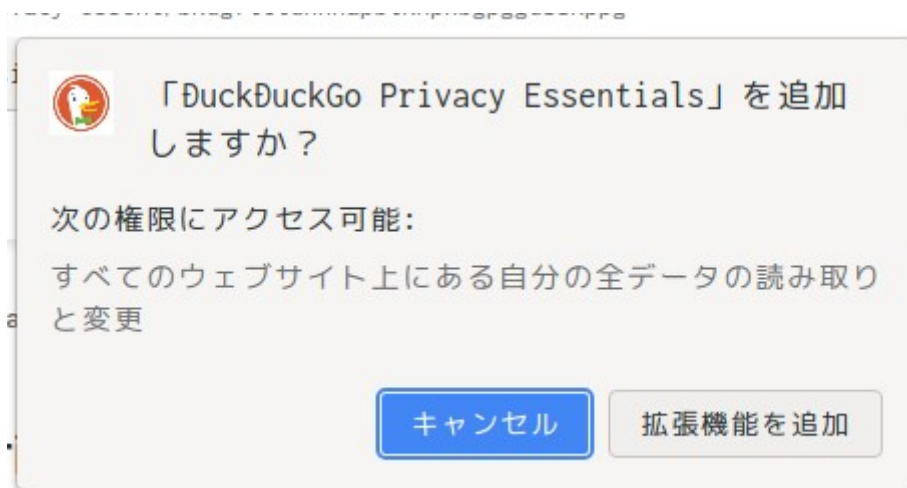 「ÐuckÐuckGo Privacy Essentials」を追加
しますか？
次の権限にアクセス可能:
すべてのウェブサイト上にある自分の全データの読み取り
と変更
キャンセル
拡張機能を追加